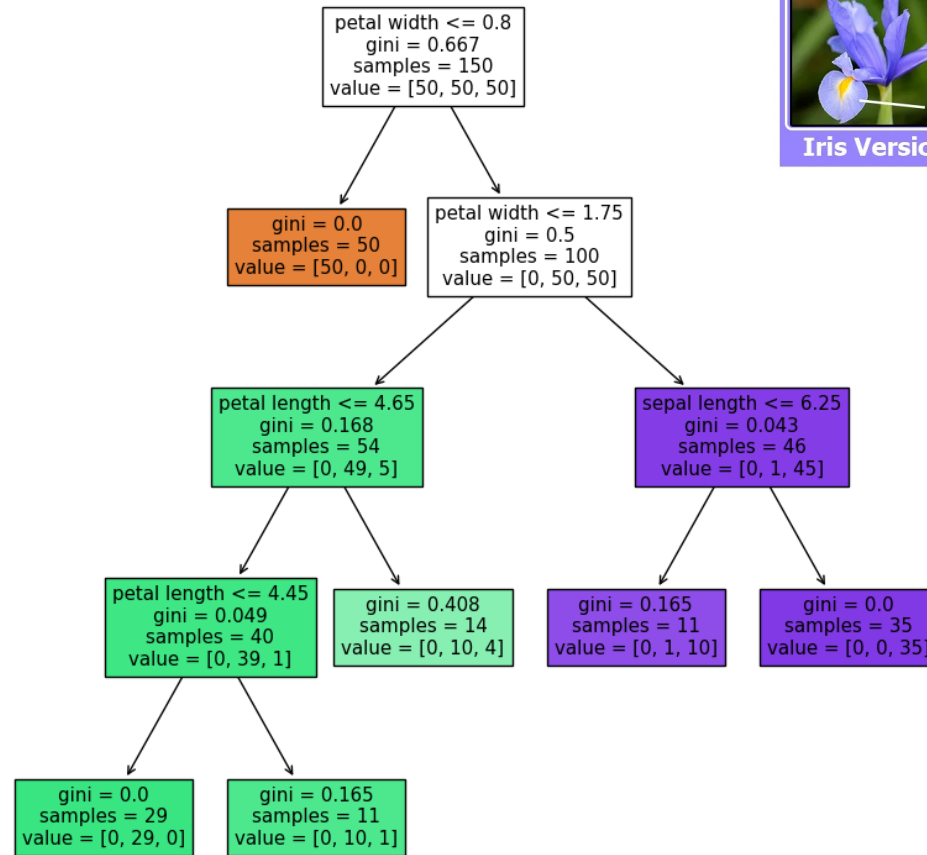 petal width <= 0.8
gini = 0.667
samples = 150
value = [50, 50, 50]
Iris Versic
gini = 0.0
samples = 50
value = [50, 0, 0]
petal width <= 1.75
gini = 0.5
samples = 100
value = [0, 50, 50]
petal length <= 4.65
gini = 0.168
samples = 54
value = [0, 49, 5]
sepal length <= 6.25
gini = 0.043
samples = 46
value = [0, 1, 45]
petal length <= 4.45
gini = 0.049
samples = 40
value = [0, 39, 1]
gini = 0.408
samples = 14
value = [0, 10, 4]
gini = 0.165
samples = 11
value = [0, 1, 10]
gini = 0.0
samples = 35
value = [0, 0, 35]
gini = 0.0
samples = 29
value = [0, 29, 0]
gini = 0.165
samples = 11
value = [0, 10, 1]